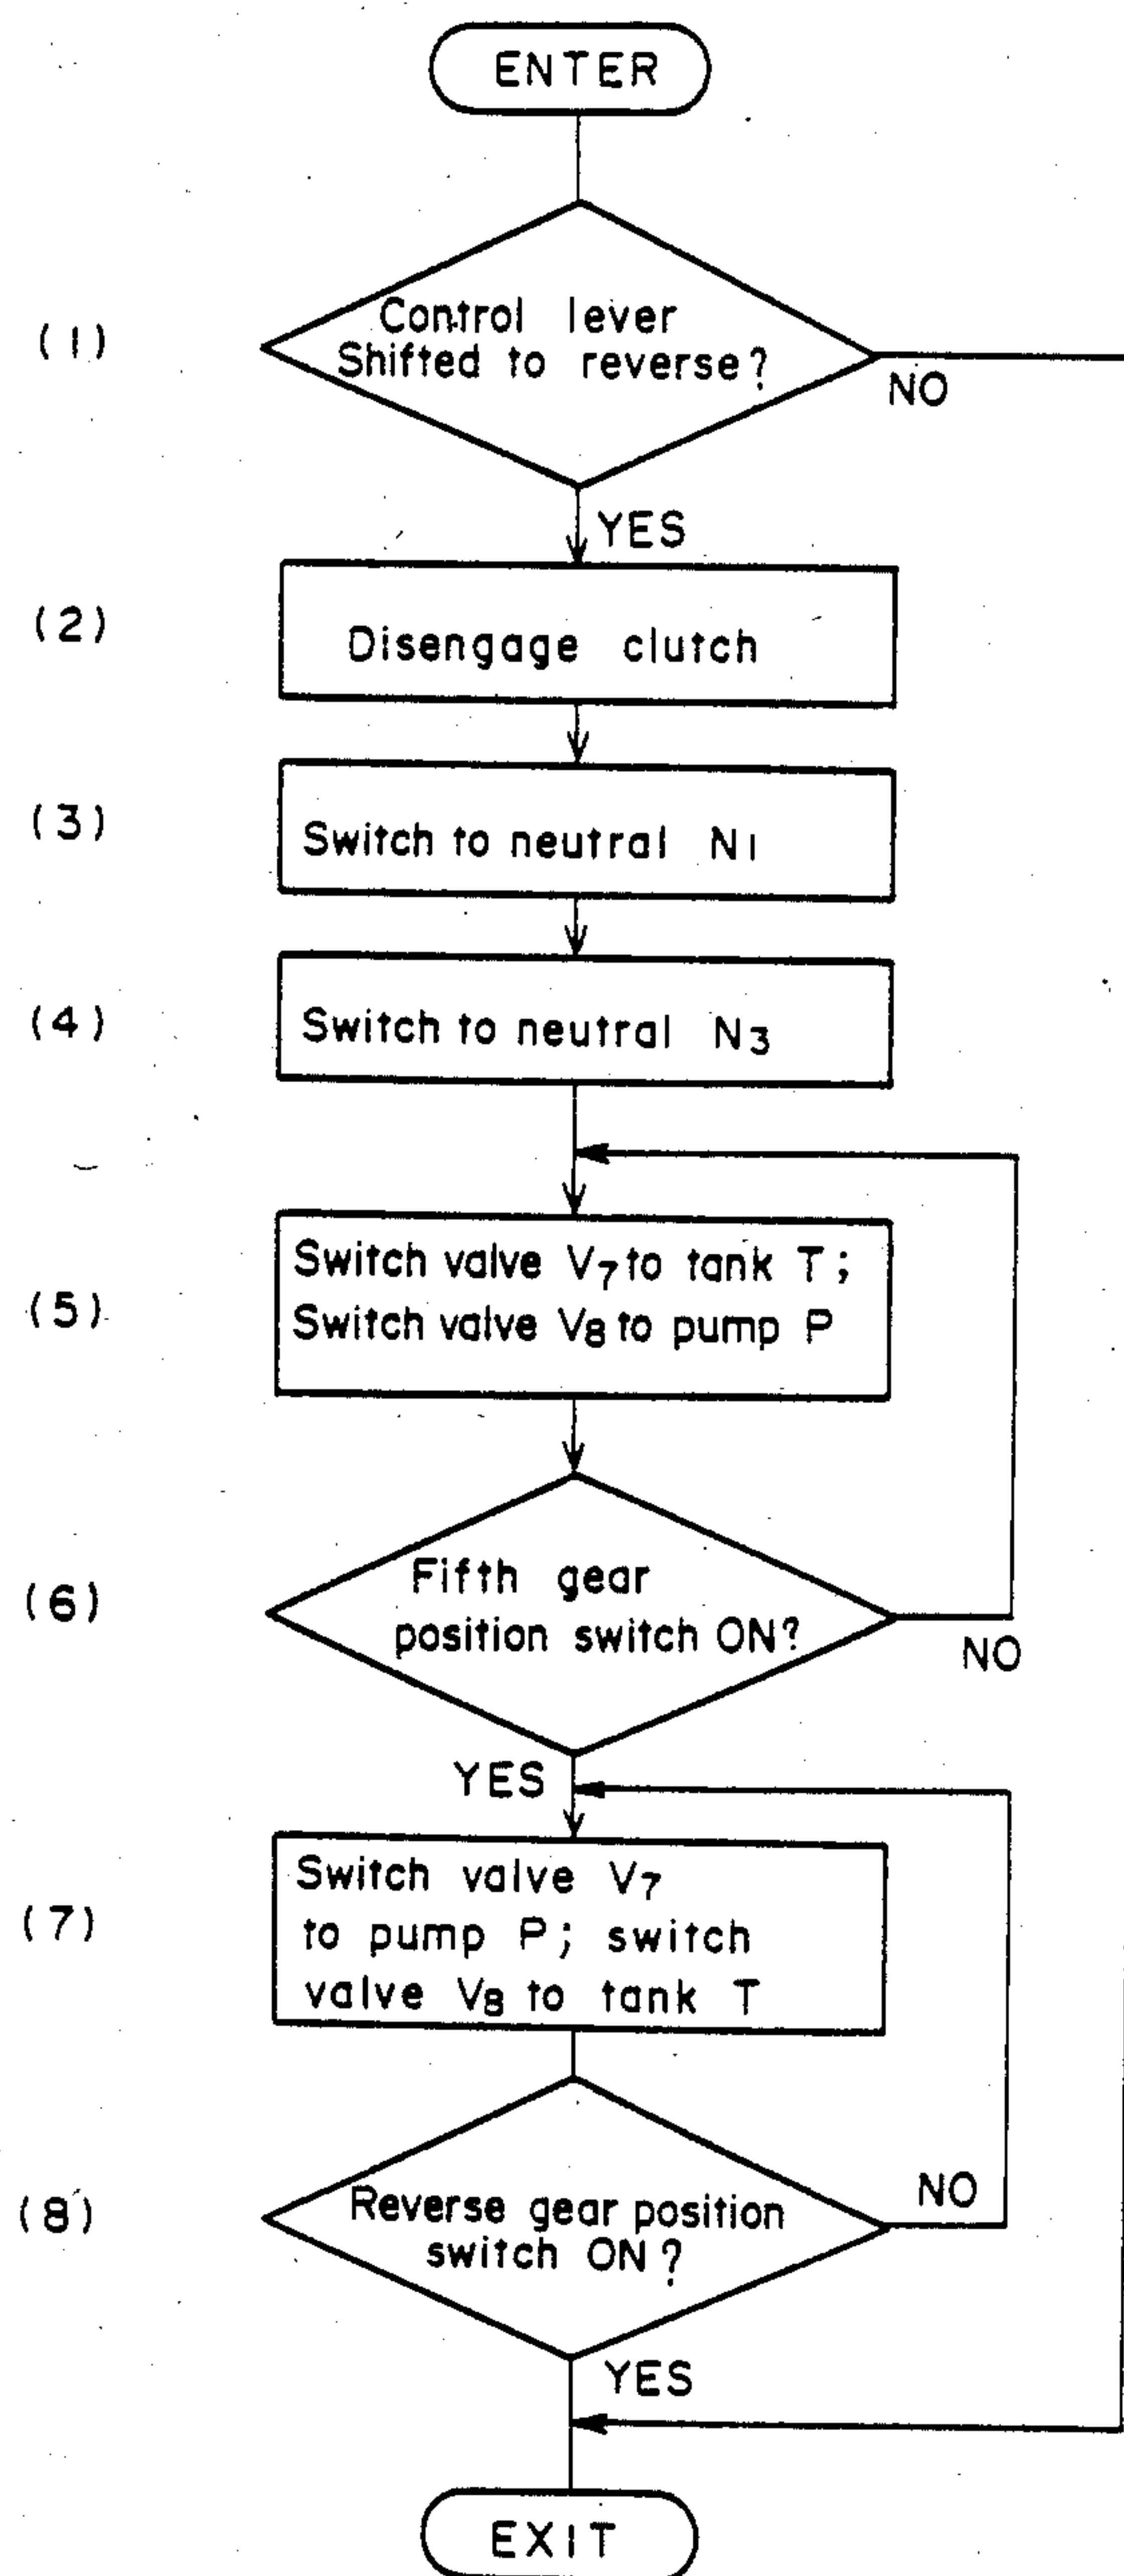 ENTER
(1)
Control lever
Shifted to reverse?
NO
YES
(2)
Disengage clutch
(3)
Switch to neutral N1
(4)
Switch to neutral N3
(5)
Switch valve V7 to tank T;
Switch valve V8 to pump P
(6)
Fifth gear
position switch ON?
NO
YES
(7)
Switch valve V7
to pump P; switch
valve V8 to tank T
(8)
Reverse gear position
switch ON?
NO
YES
EXIT